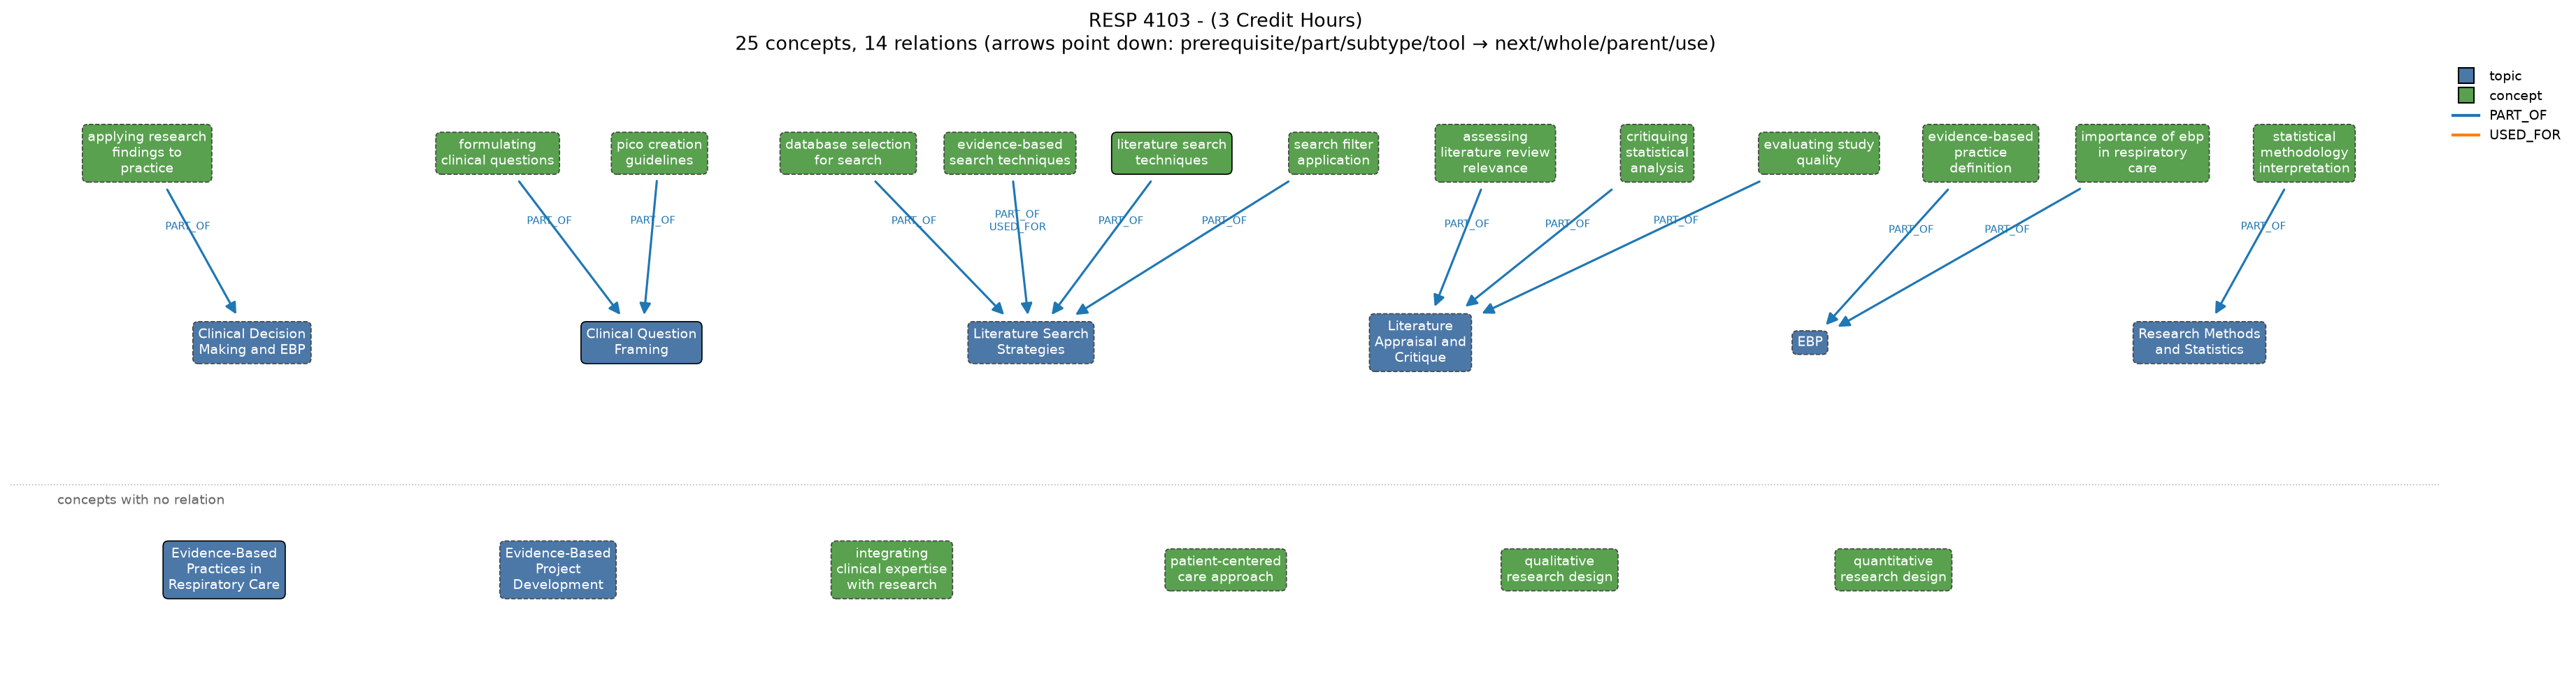 RESP 4103 - (3 Credit Hours)
25 concepts, 14 relations (arrows point down: prerequisite/part/subtype/tool → next/whole/parent/use)
topic
concept
PART_OF
USED_FOR
applying research
findings to
practice
formulating
clinical questions
pico creation
guidelines
database selection
for search
evidence-based
search techniques
literature search
techniques
search filter
application
assessing
literature review
relevance
critiquing
statistical
analysis
evaluating study
quality
evidence-based
practice
definition
importance of ebp
in respiratory
care
statistical
methodology
interpretation
PART_OF
PART_OF
PART_OF
PART_OF
PART_OF
USED_FOR
PART_OF
PART_OF
PART_OF
PART_OF
PART_OF
PART_OF
PART_OF
PART_OF
Clinical Decision
Making and EBP
Clinical Question
Framing
Literature Search
Strategies
Literature
Appraisal and
Critique
EBP
Research Methods
and Statistics
concepts with no relation
Evidence-Based
Practices in
Respiratory Care
Evidence-Based
Project
Development
integrating
clinical expertise
with research
patient-centered
care approach
qualitative
research design
quantitative
research design